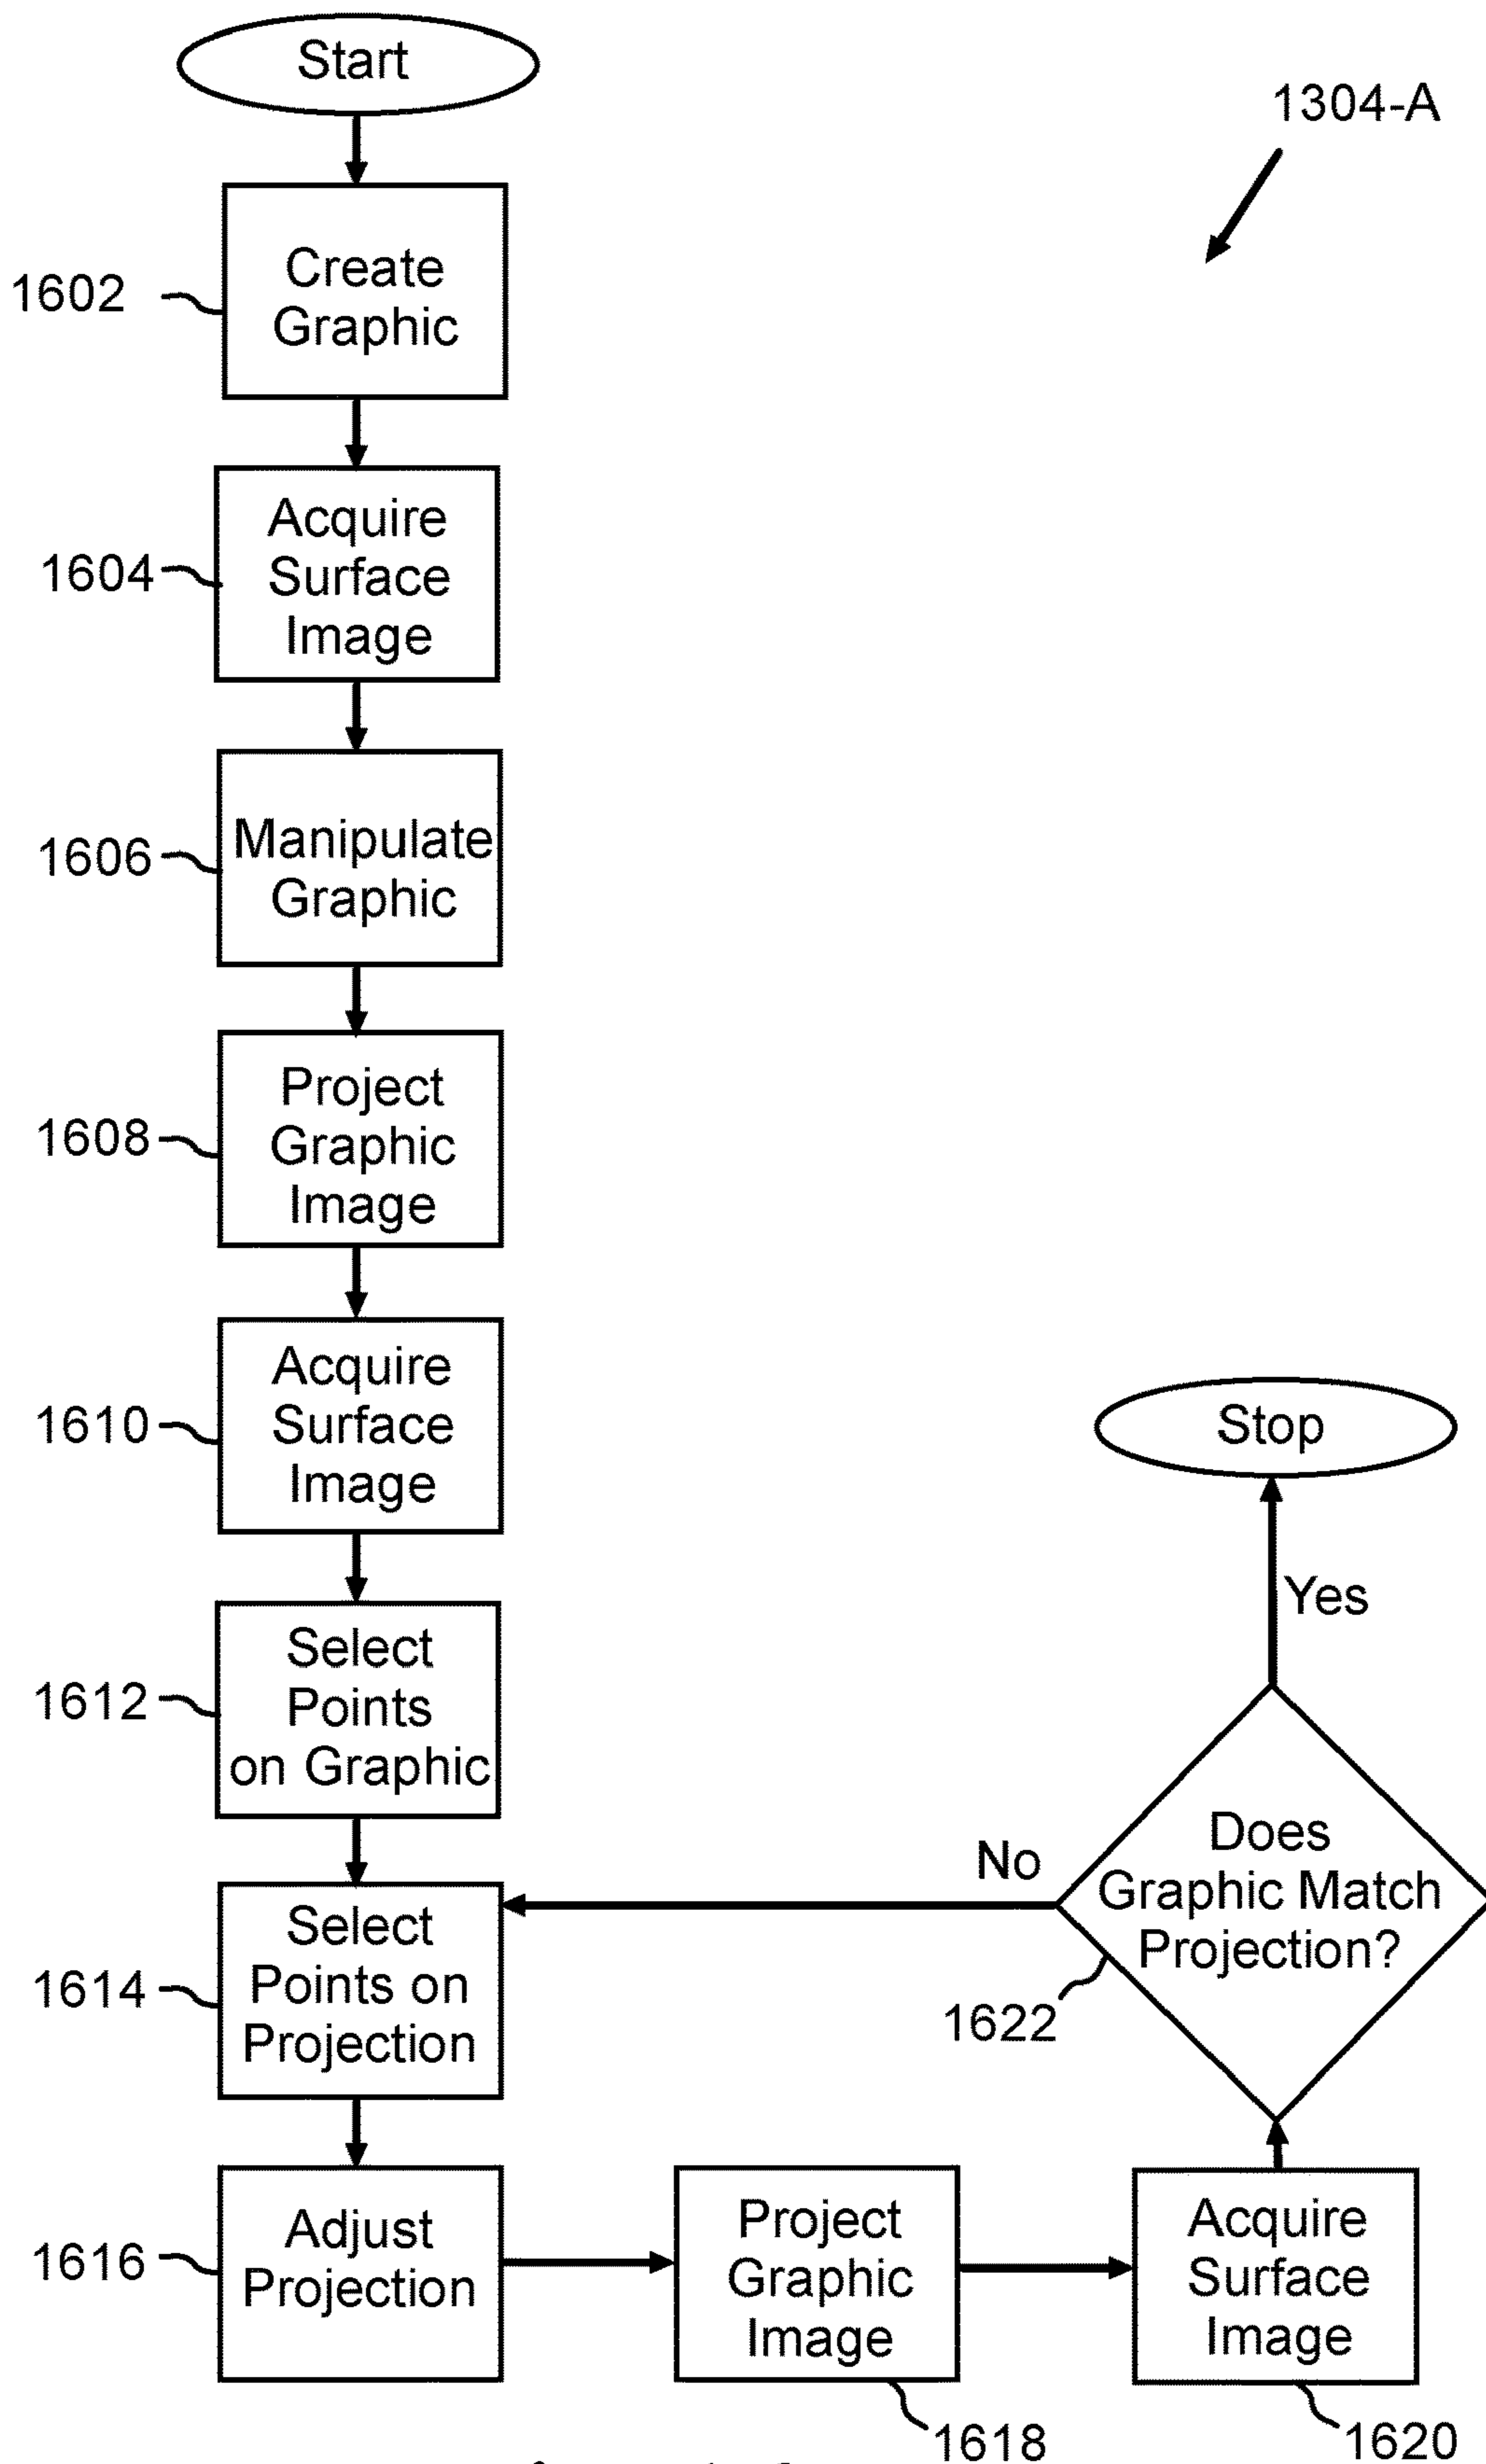 Start
1304-A
1602
Create
Graphic
1604
Acquire
Surface
Image
1606
Manipulate
Graphic
1608
Project
Graphic
Image
1610
Acquire
Surface
Image
Stop
Yes
1612
Select
Points
on Graphic
No
Does
Graphic Match
Projection?
1622
1614
Select
Points on
Projection
1616
Adjust
Projection
Project
Graphic
Image
Acquire
Surface
Image
1618
1620